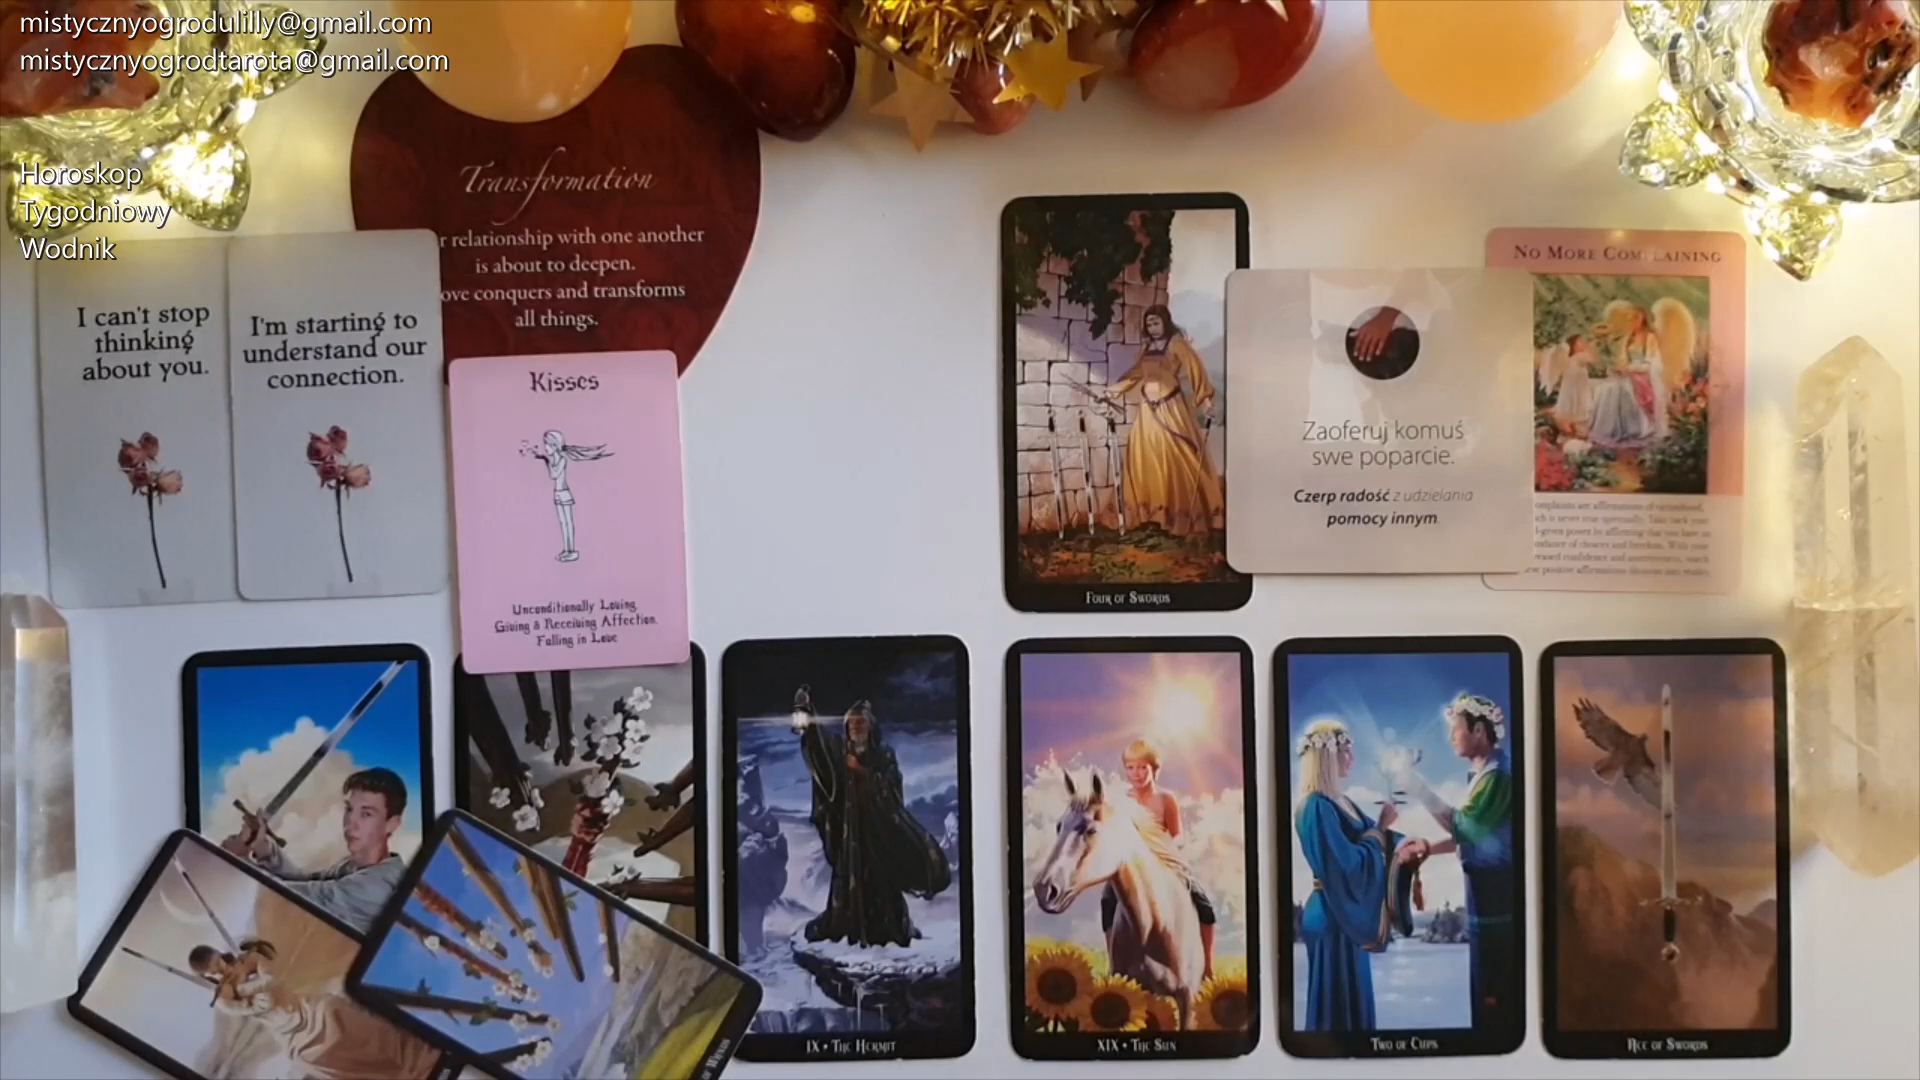 mistycznyogrodulilly@gmail.com
mistycznyogrodtarota@gmail.com
Horoskop
Tygodniowy
Wodnik
Transformation
r relationship with one another
is about to deepen.
ove conquers and transforms
all things.
I can't stop
thinking
about you.
I'm starting to
understand our
connection.
Kisses
Unconditionally Loving.
Giving & Receiving Affection.
Falling in Love
Four of Swords
Zaoferuj komuś
swe poparcie.
Czerp radość z udzielania
pomocy innym.
No More Complaining
IX • The Hermit
XIX • The Sun
Two of Cups
Ace of Swords